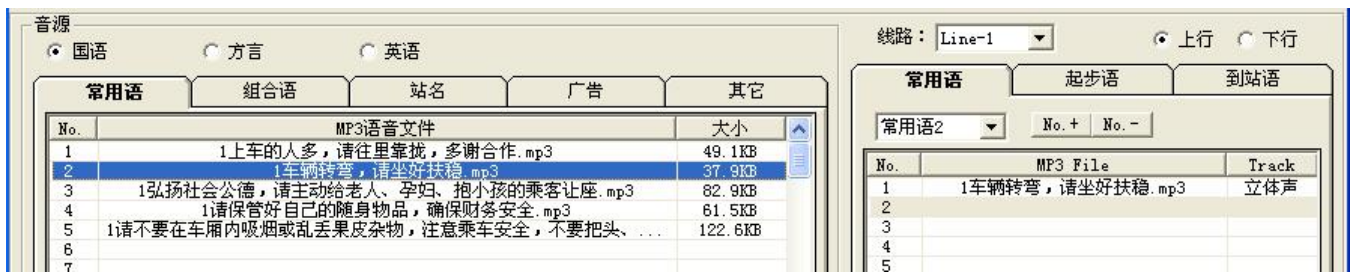 音源
国语 方言 英语
常用语 组合语 站名 广告 其它
No. MP3语音文件 大小
1 1上车的人多，请往里靠拢，多谢合作.mp3 49.1KB
2 1车辆转弯，请坐好扶稳.mp3 37.9KB
3 1弘扬社会公德，请主动给老人、孕妇、抱小孩的乘客让座.mp3 82.9KB
4 1请保管好自己的随身物品，确保财务安全.mp3 61.5KB
5 1请不要在车厢内吸烟或乱丢果皮杂物，注意乘车安全，不要把头、... 122.6KB
6
7
线路： Line-1 上行 下行
常用语 起步语 到站语
常用语2 No.+ No.-
No. MP3 File Track
1 1车辆转弯，请坐好扶稳.mp3 立体声
2
3
4
5